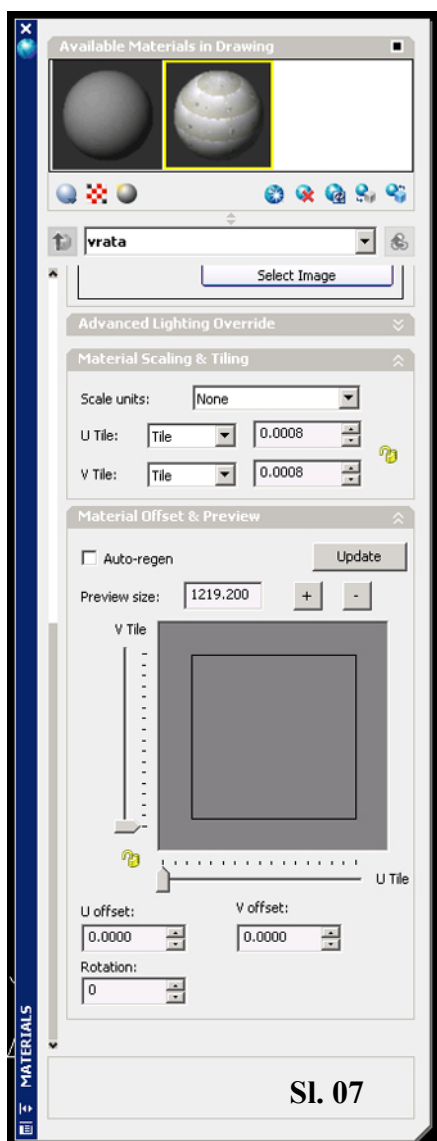 Available Materials in Drawing
vrata
Select Image
Advanced Lighting Override
Material Scaling & Tiling
Scale units: None
U Tile: Tile 0.0008
V Tile: Tile 0.0008
Material Offset & Preview
Auto-regen Update
Preview size: 1219.200 + -
V Tile
U Tile
U offset: V offset:
0.0000 0.0000
Rotation:
0
MATERIALS
Sl. 07